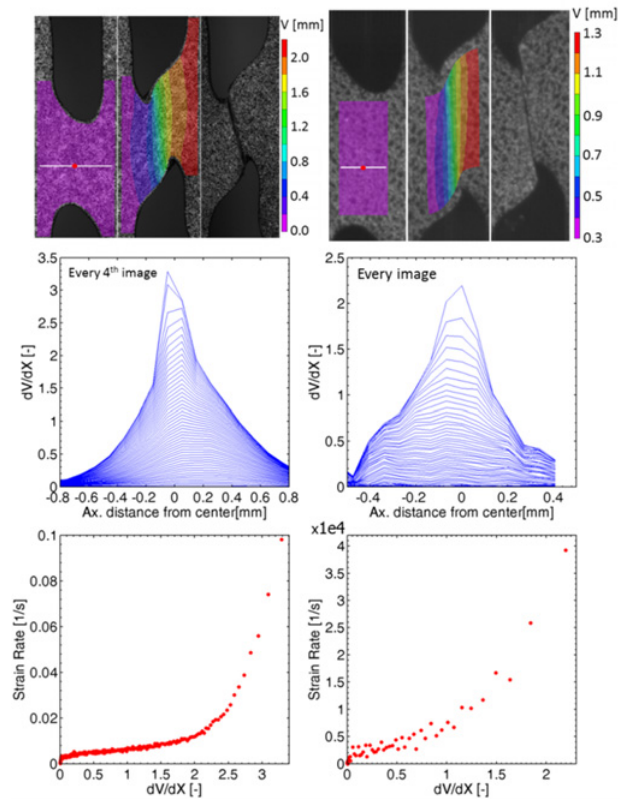 V [mm]
2.0
1.6
1.2
0.8
0.4
0.0
V [mm]
1.3
1.1
0.9
0.7
0.5
0.3
Every 4th image
dV/dX [-]
3.5
3
2.5
2
1.5
1
0.5
0
-0.8 -0.6 -0.4 -0.2 0 0.2 0.4 0.6 0.8
Ax. distance from center[mm]
Every image
dV/dX [-]
2.5
2
1.5
1
0.5
0
-0.4 -0.2 0 0.2 0.4
Ax. distance from center[mm]
Strain Rate [1/s]
0.1
0.08
0.06
0.04
0.02
0
0 0.5 1 1.5 2 2.5 3
dV/dX [-]
x1e4
Strain Rate [1/s]
4
3.5
3
2.5
2
1.5
1
0.5
0
0 0.5 1 1.5 2
dV/dX [-]